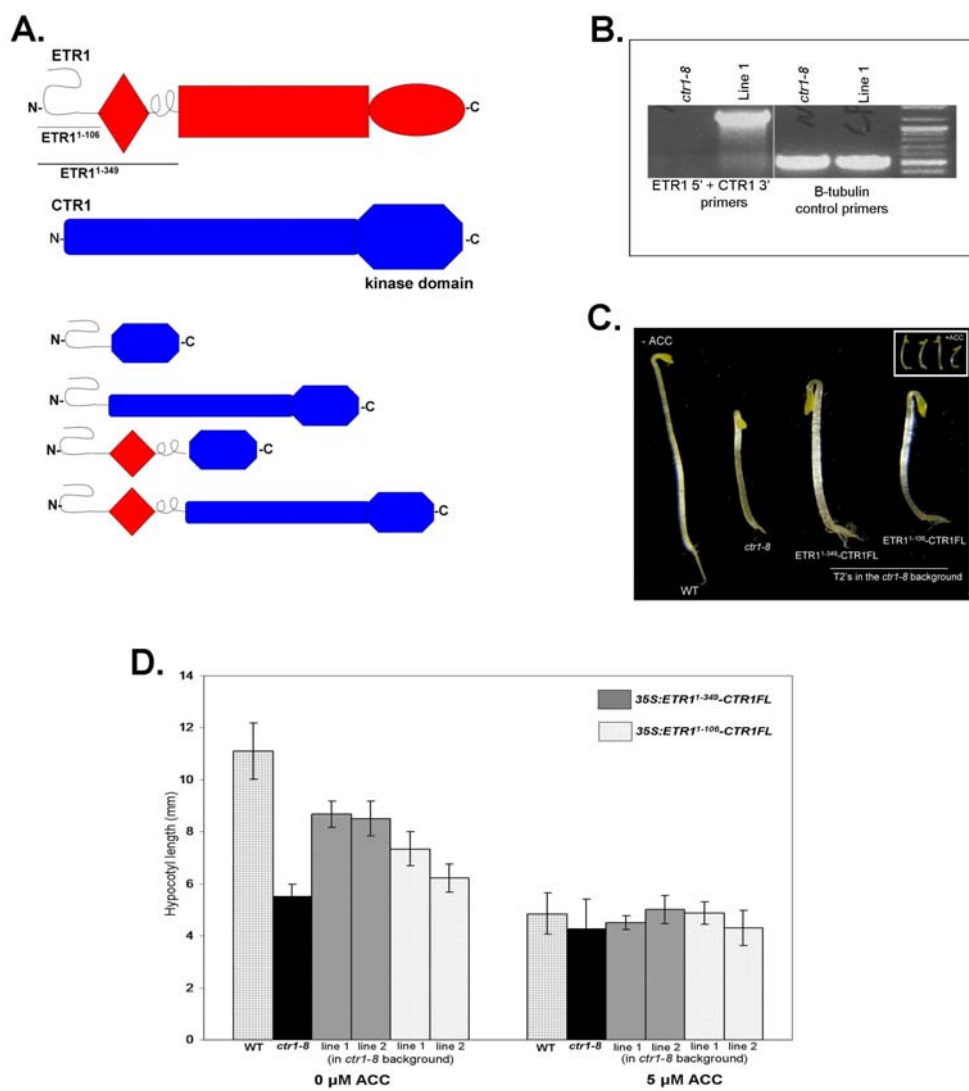 A.
ETR1
N-
-C
ETR1¹⁻¹⁰⁶
ETR1¹⁻³⁴⁹
CTR1
N-
-C
kinase domain
N-
-C
N-
-C
N-
-C
N-
-C
B.
ctr1-8
Line 1
ctr1-8
Line 1
ETR1 5' + CTR1 3'
primers
B-tubulin
control primers
C.
- ACC
+ACC
WT
ctr1-8
ETR1¹⁻³⁴⁹-CTR1FL
ETR1¹⁻¹⁰⁶-CTR1FL
T2's in the ctr1-8 background
D.
Hypocotyl length (mm)
14
12
10
8
6
4
2
0
35S:ETR1¹⁻³⁴⁹-CTR1FL
35S:ETR1¹⁻¹⁰⁶-CTR1FL
WT ctr1-8 line 1 line 2 line 1 line 2
(in ctr1-8 background)
0 µM ACC
WT ctr1-8 line 1 line 2 line 1 line 2
(in ctr1-8 background)
5 µM ACC